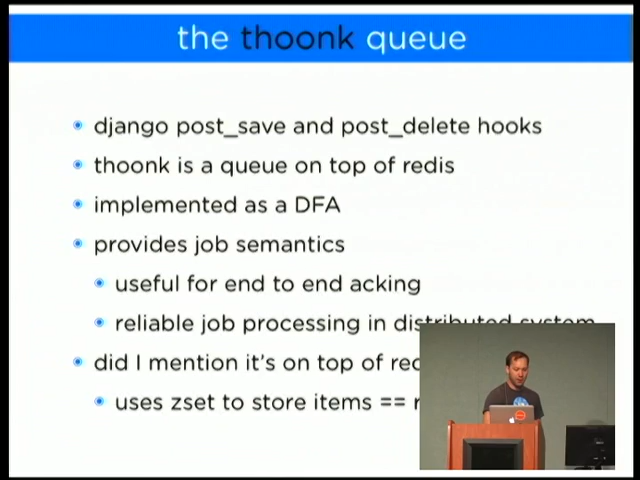 the thoonk queue
django post_save and post_delete hooks
thoonk is a queue on top of redis
implemented as a DFA
provides job semantics
useful for end to end acking
reliable job processing in distributed system
did I mention it's on top of
uses zset to store items ==